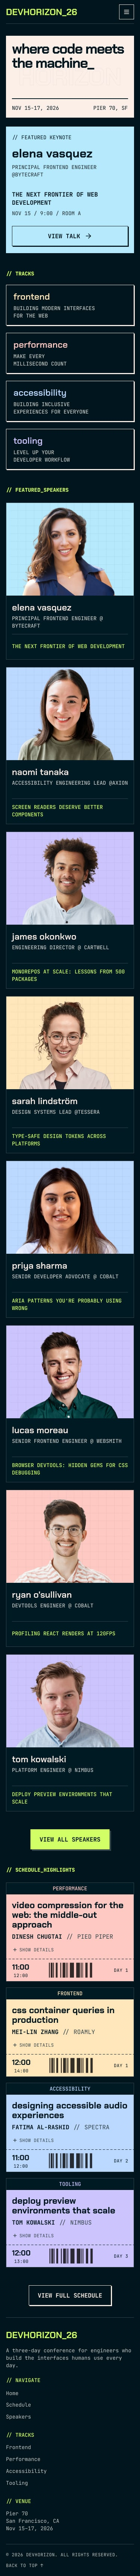 DEVHORIZON_26
where code meets
the machine_
NOV 15-17, 2026
PIER 70, SF
// FEATURED KEYNOTE
elena vasquez
PRINCIPAL FRONTEND ENGINEER
@BYTECRAFT
THE NEXT FRONTIER OF WEB
DEVELOPMENT
NOV 15 / 9:00 / ROOM A
VIEW TALK →
// TRACKS
frontend
BUILDING MODERN INTERFACES
FOR THE WEB
performance
MAKE EVERY
MILLISECOND COUNT
accessibility
BUILDING INCLUSIVE
EXPERIENCES FOR EVERYONE
tooling
LEVEL UP YOUR
DEVELOPER WORKFLOW
// FEATURED_SPEAKERS
elena vasquez
PRINCIPAL FRONTEND ENGINEER @
BYTECRAFT
THE NEXT FRONTIER OF WEB DEVELOPMENT
naomi tanaka
ACCESSIBILITY ENGINEERING LEAD @AXION
SCREEN READERS DESERVE BETTER
COMPONENTS
james okonkwo
ENGINEERING DIRECTOR @ CARTWELL
MONOREPOS AT SCALE: LESSONS FROM 500
PACKAGES
sarah lindström
DESIGN SYSTEMS LEAD @TESSERA
TYPE-SAFE DESIGN TOKENS ACROSS
PLATFORMS
priya sharma
SENIOR DEVELOPER ADVOCATE @ COBALT
ARIA PATTERNS YOU'RE PROBABLY USING
WRONG
lucas moreau
SENIOR FRONTEND ENGINEER @ WEBSMITH
BROWSER DEVTOOLS: HIDDEN GEMS FOR CSS
DEBUGGING
ryan o'sullivan
DEVTOOLS ENGINEER @ COBALT
PROFILING REACT RENDERS AT 120FPS
tom kowalski
PLATFORM ENGINEER @ NIMBUS
DEPLOY PREVIEW ENVIRONMENTS THAT
SCALE
VIEW ALL SPEAKERS
// SCHEDULE_HIGHLIGHTS
PERFORMANCE
video compression for the
web: the middle-out
approach
DINESH CHUGTAI // PIED PIPER
+ SHOW DETAILS
11:00
12:00
DAY 1
FRONTEND
css container queries in
production
MEI-LIN ZHANG // ROAMLY
+ SHOW DETAILS
12:00
14:00
DAY 1
ACCESSIBILITY
designing accessible audio
experiences
FATIMA AL-RASHID // SPECTRA
+ SHOW DETAILS
11:00
12:00
DAY 2
TOOLING
deploy preview
environments that scale
TOM KOWALSKI // NIMBUS
+ SHOW DETAILS
12:00
13:00
DAY 3
VIEW FULL SCHEDULE
DEVHORIZON_26
A three-day conference for engineers who
build the interfaces humans use every
day.
// NAVIGATE
Home
Schedule
Speakers
// TRACKS
Frontend
Performance
Accessibility
Tooling
// VENUE
Pier 70
San Francisco, CA
Nov 15-17, 2026
© 2026 DEVHORIZON. ALL RIGHTS RESERVED.
BACK TO TOP ↑